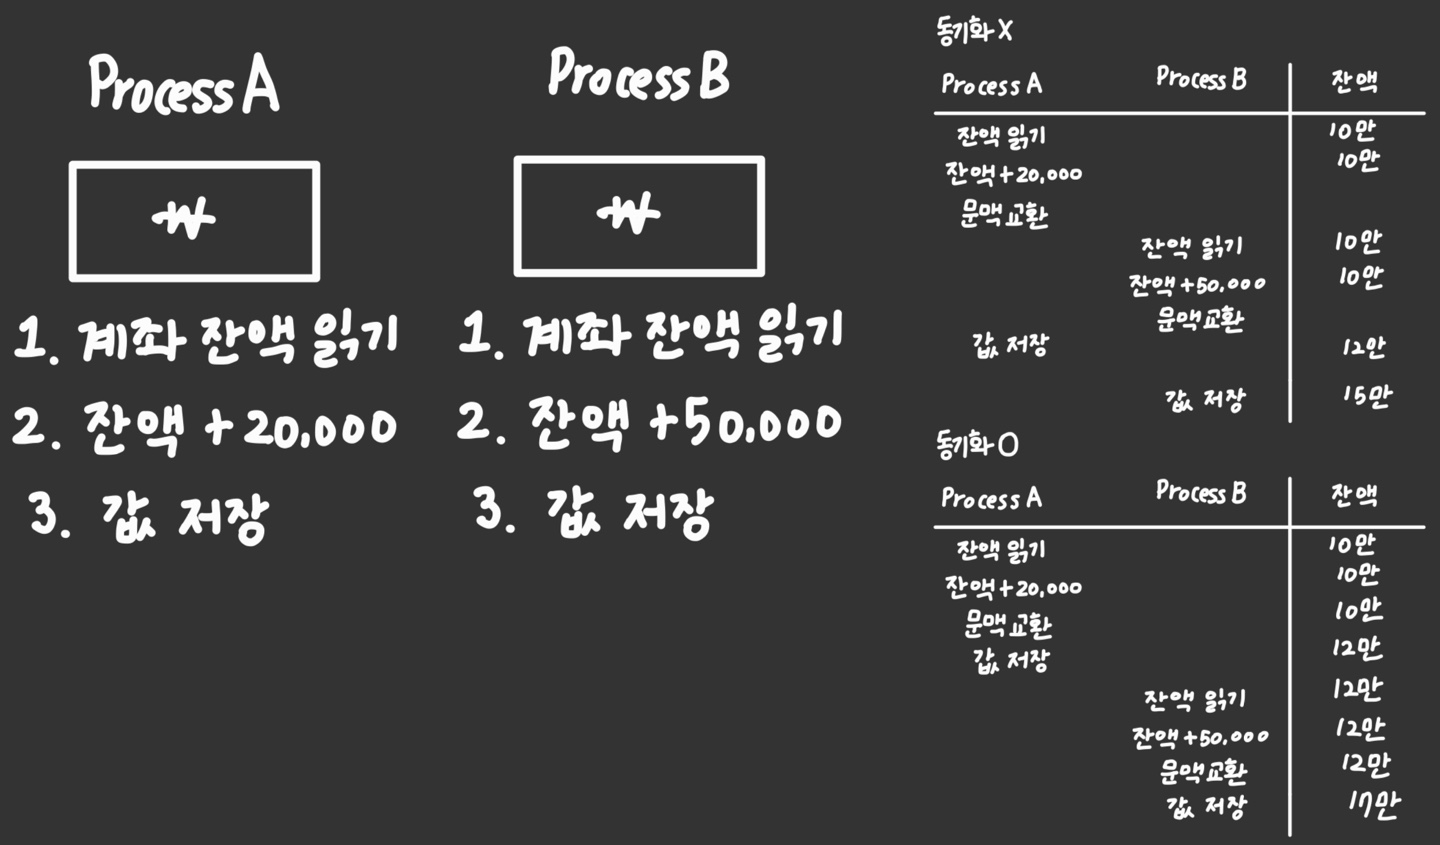 Process A
₩
1. 계좌 잔액 읽기
2. 잔액 +20,000
3. 값 저장
Process B
₩
1. 계좌 잔액 읽기
2. 잔액 +50,000
3. 값 저장
동기화 X
Process A Process B 잔액
잔액 읽기 10만
잔액+20,000 10만
문맥교환
잔액 읽기 10만
잔액+50,000 10만
문맥교환
값 저장 12만
값 저장 15만
동기화 O
Process A Process B 잔액
잔액 읽기 10만
잔액+20,000 10만
문맥교환 10만
값 저장 12만
잔액 읽기 12만
잔액+50,000 12만
문맥교환 12만
값 저장 17만